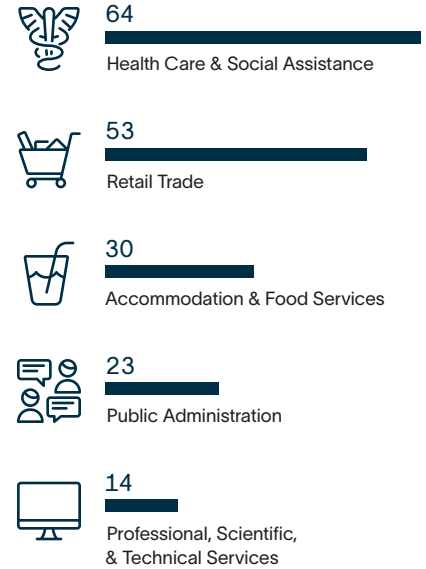 64
Health Care & Social Assistance
53
Retail Trade
30
Accommodation & Food Services
23
Public Administration
14
Professional, Scientific,
& Technical Services